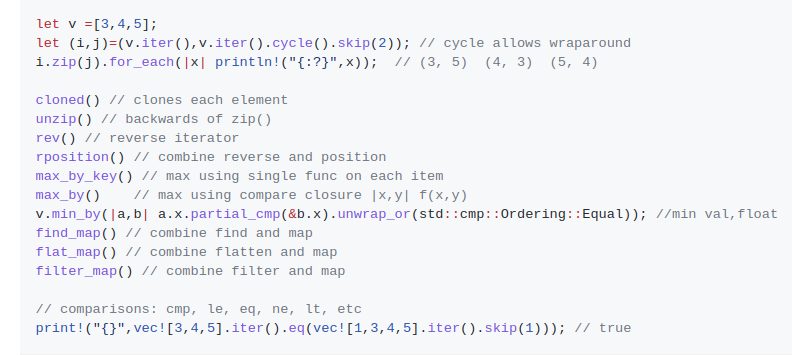 let v =[3,4,5];
let (i,j)=(v.iter(),v.iter().cycle().skip(2)); // cycle allows wraparound
i.zip(j).for_each(|x| println!("{:?}",x));  // (3, 5)  (4, 3)  (5, 4)

cloned() // clones each element
unzip() // backwards of zip()
rev() // reverse iterator
rposition() // combine reverse and position
max_by_key() // max using single func on each item
max_by()    // max using compare closure |x,y| f(x,y)
v.min_by(|a,b| a.x.partial_cmp(&b.x).unwrap_or(std::cmp::Ordering::Equal)); //min val,float
find_map() // combine find and map
flat_map() // combine flatten and map
filter_map() // combine filter and map

// comparisons: cmp, le, eq, ne, lt, etc
print!("{}",vec![3,4,5].iter().eq(vec![1,3,4,5].iter().skip(1))); // true